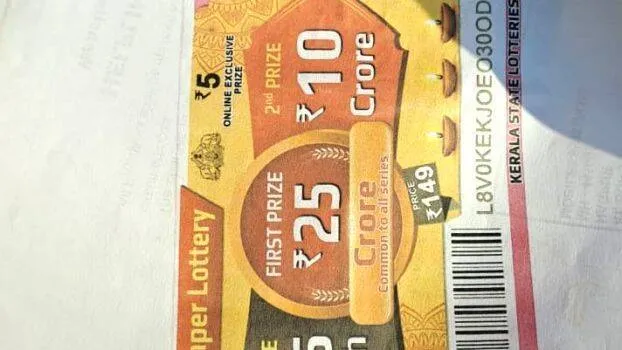 mper Lottery
₹5
ONLINE EXCLUSIVE
PRIZE
FIRST PRIZE
₹25
Crore
Common to all series
2nd PRIZE
₹10
Crore
PRICE
₹149
L8V0KEKJOEO30OD
KERALA STATE LOTTERIES